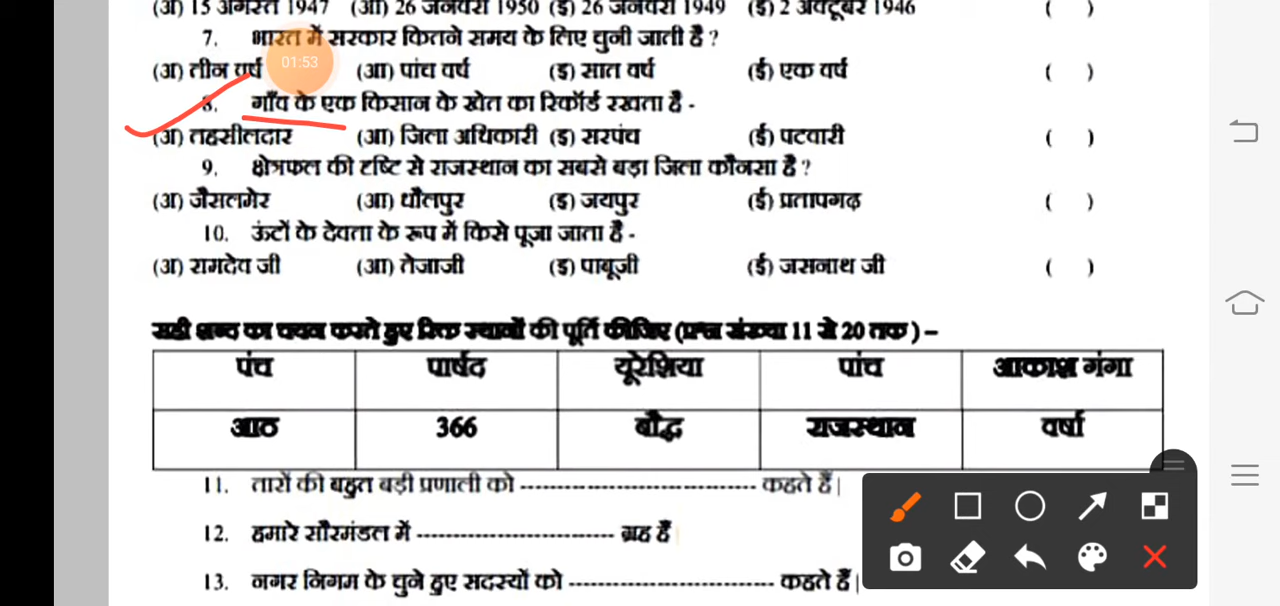 (अ) 15 अगस्त 1947 (आ) 26 जनवरी 1950 (इ) 26 जनवरी 1949 (ई) 2 अक्टूबर 1946 ( )
7. भारत में सरकार कितने समय के लिए चुनी जाती है ?
01:53
(अ) तीन वर्ष (आ) पांच वर्ष (इ) सात वर्ष (ई) एक वर्ष ( )
8. गाँव के एक किसान के खेत का रिकॉर्ड रखता है -
(अ) तहसीलदार (आ) जिला अधिकारी (इ) सरपंच (ई) पटवारी ( )
9. क्षेत्रफल की दृष्टि से राजस्थान का सबसे बड़ा जिला कौनसा है ?
(अ) जैसलमेर (आ) धौलपुर (इ) जयपुर (ई) प्रतापगढ़ ( )
10. ऊंटों के देवता के रूप में किसे पूजा जाता है -
(अ) रामदेव जी (आ) तेजाजी (इ) पाबूजी (ई) जसनाथ जी ( )
सही शब्द का चयन करते हुए रिक्त स्थानों की पूर्ति कीजिए (प्रश्न संख्या 11 से 20 तक ) –
पंच पार्षद यूरेशिया पांच आकाश गंगा
आठ 366 बौद्ध राजस्थान वर्षा
11. तारों की बहुत बड़ी प्रणाली को ------------------------------ कहते हैं|
12. हमारे सौरमंडल में ------------------------- ग्रह हैं
13. नगर निगम के चुने हुए सदस्यों को -------------------------- कहते हैं|